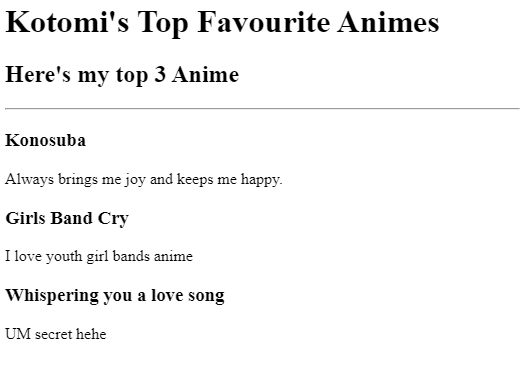 Kotomi's Top Favourite Animes
Here's my top 3 Anime
Konosuba
Always brings me joy and keeps me happy.
Girls Band Cry
I love youth girl bands anime
Whispering you a love song
UM secret hehe